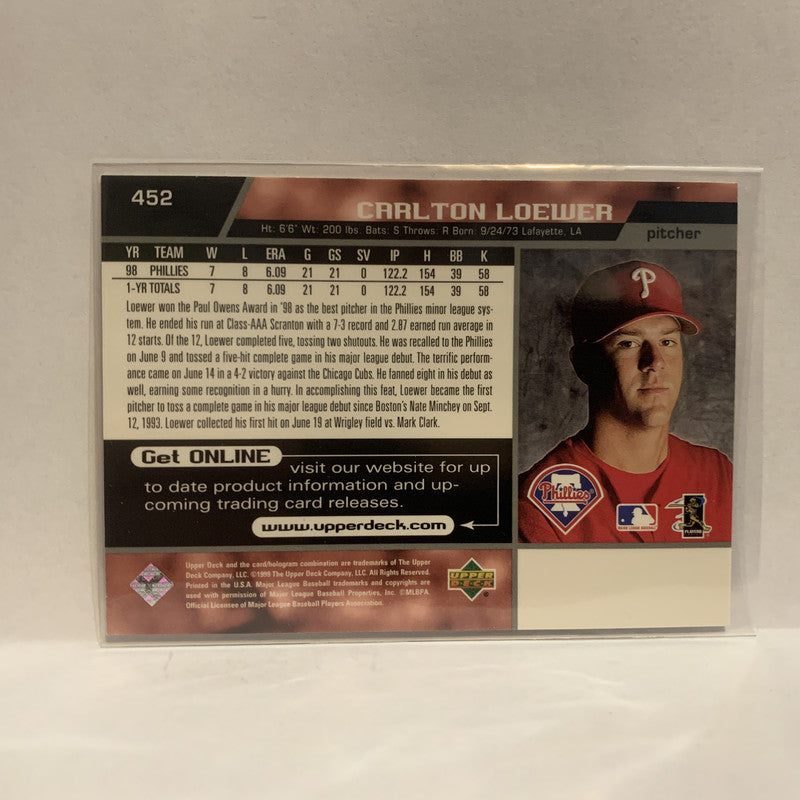 452
CARLTON LOEWER
Ht: 6'6" Wt: 200 lbs. Bats: S Throws: R Born: 9/24/73 Lafayette, LA
pitcher
YR TEAM W L ERA G GS SV IP H BB K
98 PHILLIES 7 8 6.09 21 21 0 122.2 154 39 58
1-YR TOTALS 7 8 6.09 21 21 0 122.2 154 39 58
Loewer won the Paul Owens Award in '98 as the best pitcher in the Phillies minor league sys-
tem. He ended his run at Class-AAA Scranton with a 7-3 record and 2.87 earned run average in
12 starts. Of the 12, Loewer completed five, tossing two shutouts. He was recalled to the Phillies
on June 9 and tossed a five-hit complete game in his major league debut. The terrific perform-
ance came on June 14 in a 4-2 victory against the Chicago Cubs. He fanned eight in his debut as
well, earning some recognition in a hurry. In accomplishing this feat, Loewer became the first
pitcher to toss a complete game in his major league debut since Boston's Nate Minchey on Sept.
12, 1993. Loewer collected his first hit on June 19 at Wrigley field vs. Mark Clark.
Get ONLINE
visit our website for up
to date product information and up-
coming trading card releases.
www.upperdeck.com
P
Phillies
PLAYERS
Upper Deck and the card/hologram combination are trademarks of The Upper
Deck Company, LLC. ©1999 The Upper Deck Company, LLC. All Rights Reserved.
Printed in the U.S.A. Major League Baseball trademarks and copyrights are
used with permission of Major League Baseball Properties, Inc. ©MLBPA
Official Licensee of Major League Baseball Players Association.
UPPER
DECK